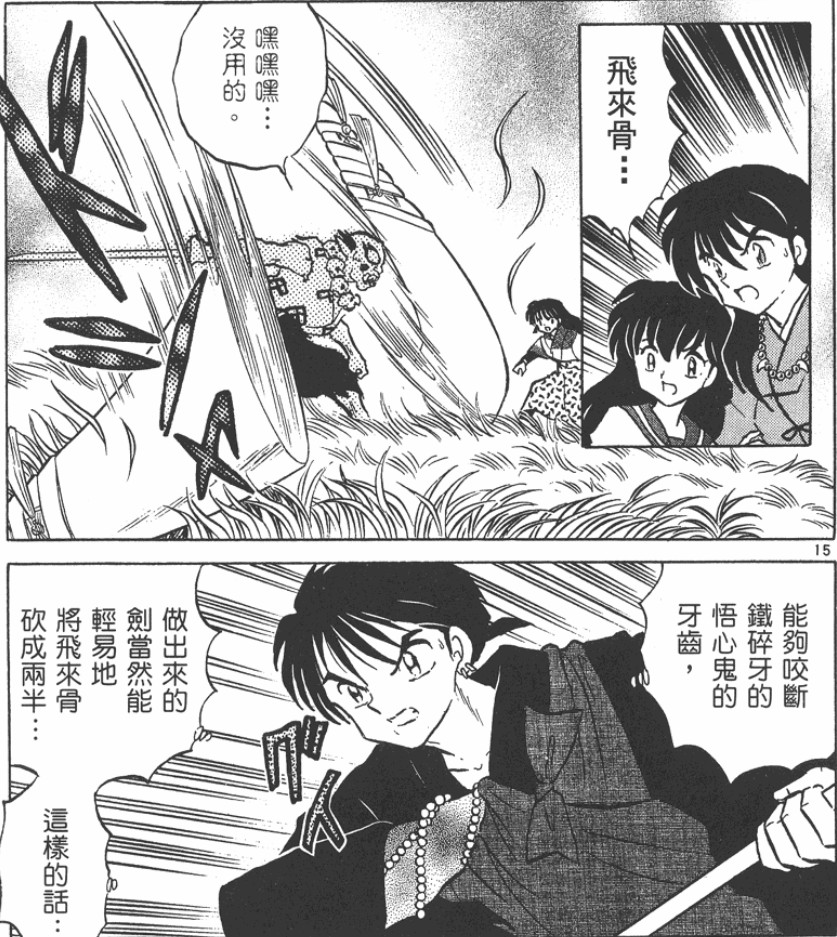 飛來骨…
嘿嘿嘿…
沒用的。
15
能夠咬斷
鐵碎牙的
悟心鬼的
牙齒，
做出來的
劍當然能
輕易地
將飛來骨
砍成兩半…
這樣的話…